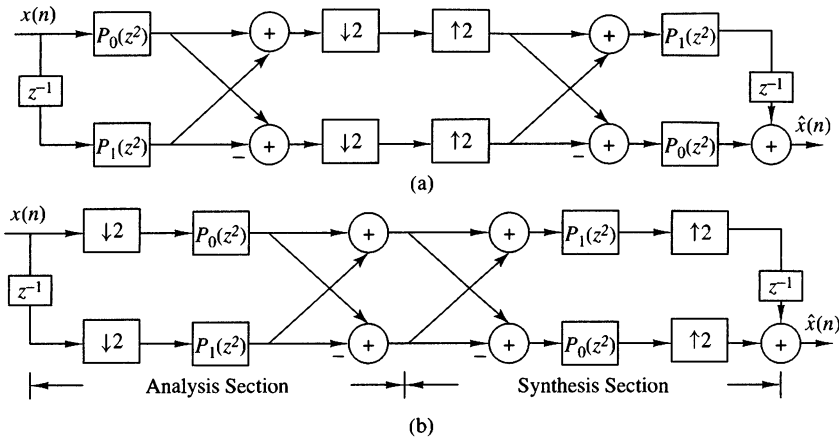 x(n)
P₀(z²) + ↓2 ↑2 + P₁(z²)
z⁻¹ z⁻¹
x̂(n)
P₁(z²) − + ↓2 ↑2 − + P₀(z²) +
(a)
x(n)
↓2 P₀(z²) + + P₁(z²) ↑2
z⁻¹ z⁻¹
x̂(n)
↓2 P₁(z²) − + − + P₀(z²) ↑2 +
Analysis Section Synthesis Section
(b)